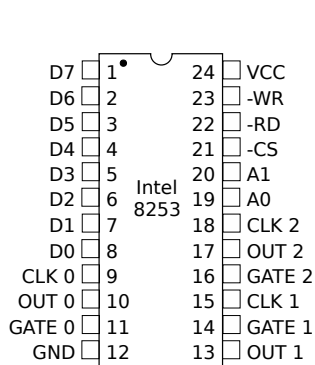 D7 1 24 VCC
D6 2 23 -WR
D5 3 22 -RD
D4 4 21 -CS
D3 5 20 A1
Intel
D2 6 19 A0
8253
D1 7 18 CLK 2
D0 8 17 OUT 2
CLK 0 9 16 GATE 2
OUT 0 10 15 CLK 1
GATE 0 11 14 GATE 1
GND 12 13 OUT 1